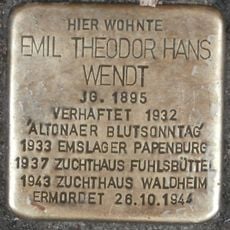 HIER WOHNTE
EMIL THEODOR HANS
WENDT
JG. 1895
VERHAFTET 1932
"ALTONAER BLUTSONNTAG"
1933 EMSLAGER PAPENBURG
1937 ZUCHTHAUS FUHLSBÜTTEL
1943 ZUCHTHAUS WALDHEIM
ERMORDET 26.10.1944